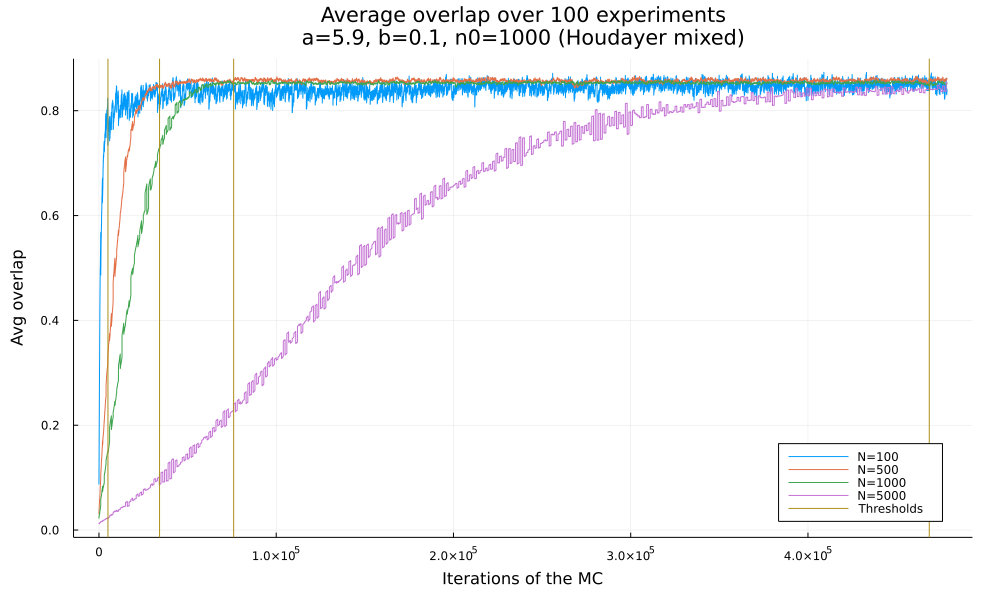 Average overlap over 100 experiments
a=5.9, b=0.1, n0=1000 (Houdayer mixed)
Avg overlap
0.8
0.6
0.4
0.2
0.0
0
1.0×10⁵
2.0×10⁵
3.0×10⁵
4.0×10⁵
Iterations of the MC
N=100
N=500
N=1000
N=5000
Thresholds